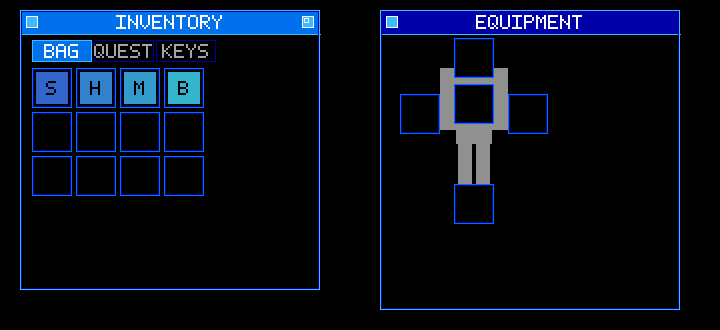 INVENTORY
BAG QUEST KEYS
S H M B
EQUIPMENT